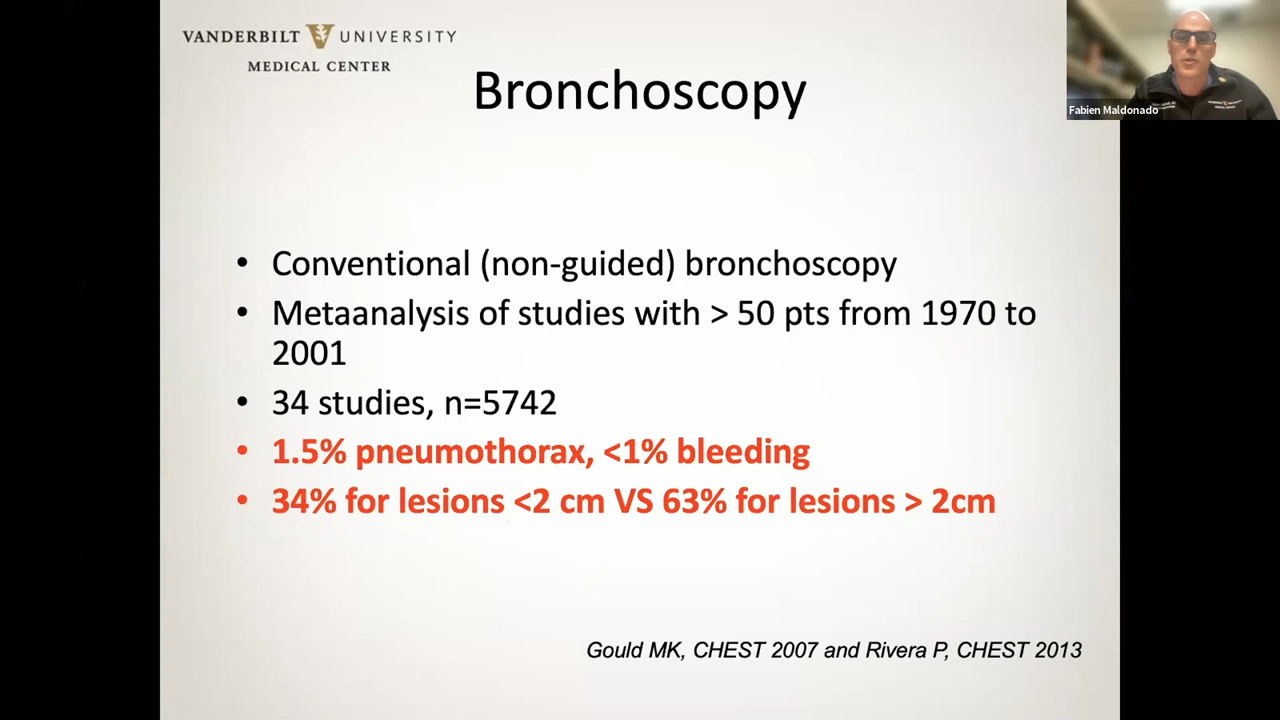 VANDERBILT UNIVERSITY
MEDICAL CENTER
Bronchoscopy
Fabien Maldonado
• Conventional (non-guided) bronchoscopy
• Metaanalysis of studies with > 50 pts from 1970 to
2001
• 34 studies, n=5742
• 1.5% pneumothorax, <1% bleeding
• 34% for lesions <2 cm VS 63% for lesions > 2cm
Gould MK, CHEST 2007 and Rivera P, CHEST 2013